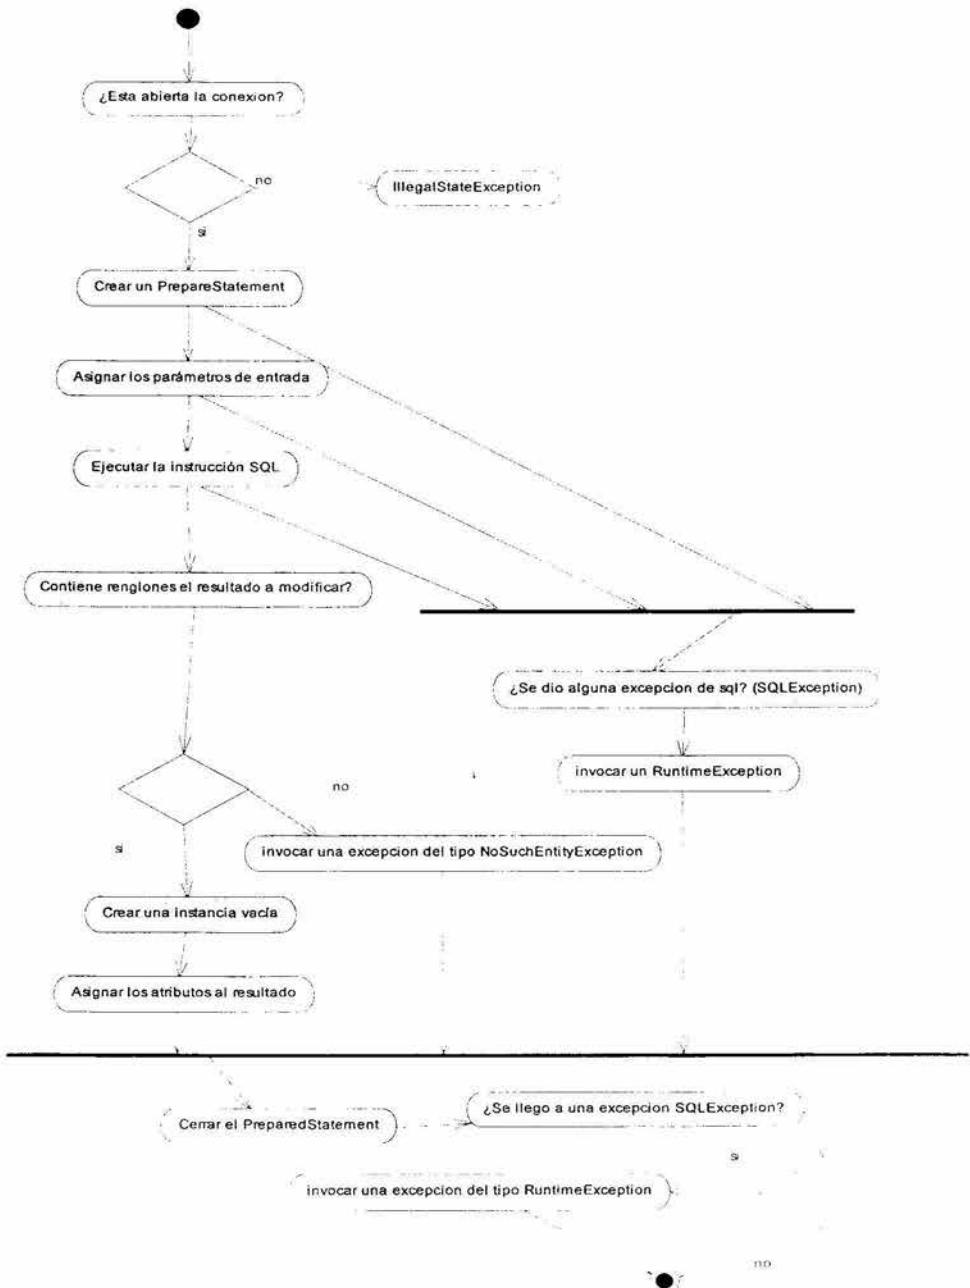 ¿Esta abierta la conexion?
no
IllegalStateException
si
Crear un PrepareStatement
Asignar los parámetros de entrada
Ejecutar la instrucción SQL
Contiene renglones el resultado a modificar?
¿Se dio alguna excepcion de sql? (SQLException)
invocar un RuntimeException
no
si
invocar una excepcion del tipo NoSuchEntityException
Crear una instancia vacía
Asignar los atributos al resultado
¿Se llego a una excepcion SQLException?
Cerrar el PreparedStatement
si
invocar una excepcion del tipo RuntimeException
no